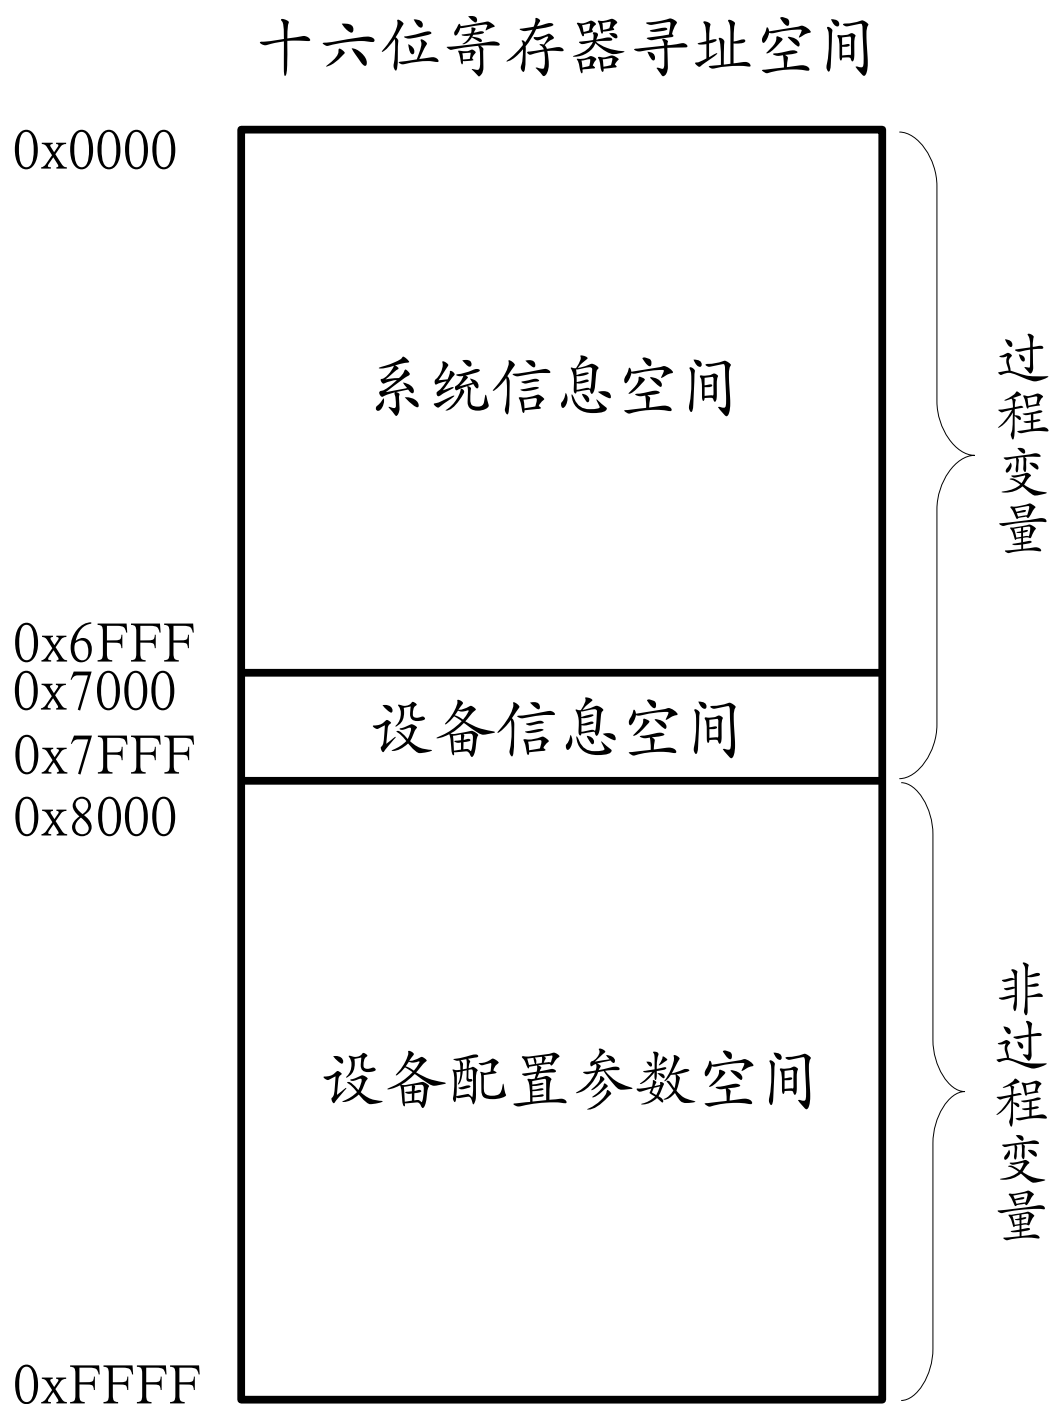 十六位寄存器寻址空间
0x0000
系统信息空间
过程变量
0x6FFF
0x7000
设备信息空间
0x7FFF
0x8000
设备配置参数空间
非过程变量
0xFFFF